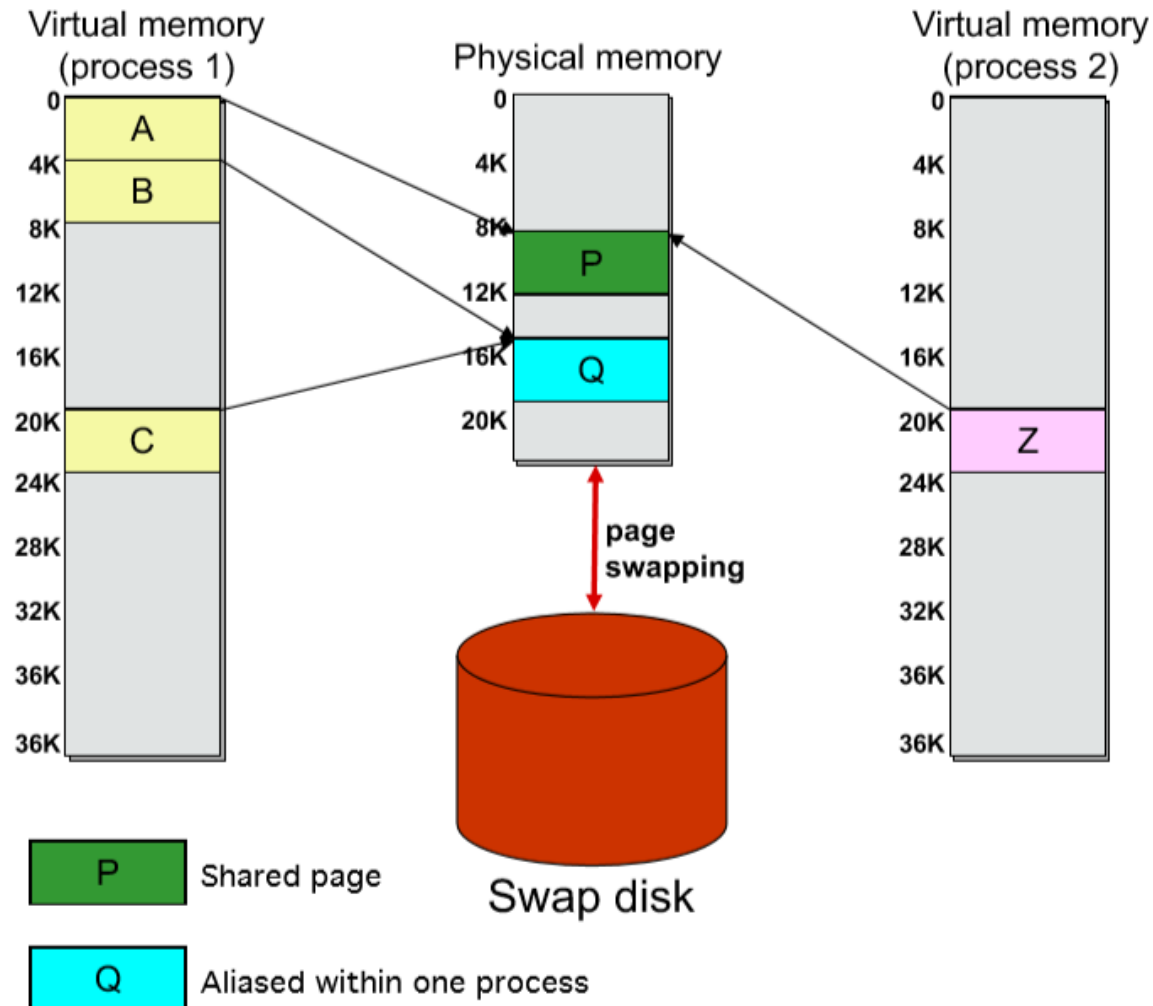 Virtual memory
(process 1)
0
A
4K
B
8K
12K
16K
20K
C
24K
28K
32K
36K
36K
Physical memory
0
4K
8K
P
12K
16K
Q
20K
page
swapping
Swap disk
Virtual memory
(process 2)
0
4K
8K
12K
16K
20K
Z
24K
28K
32K
36K
36K
P Shared page
Q Aliased within one process